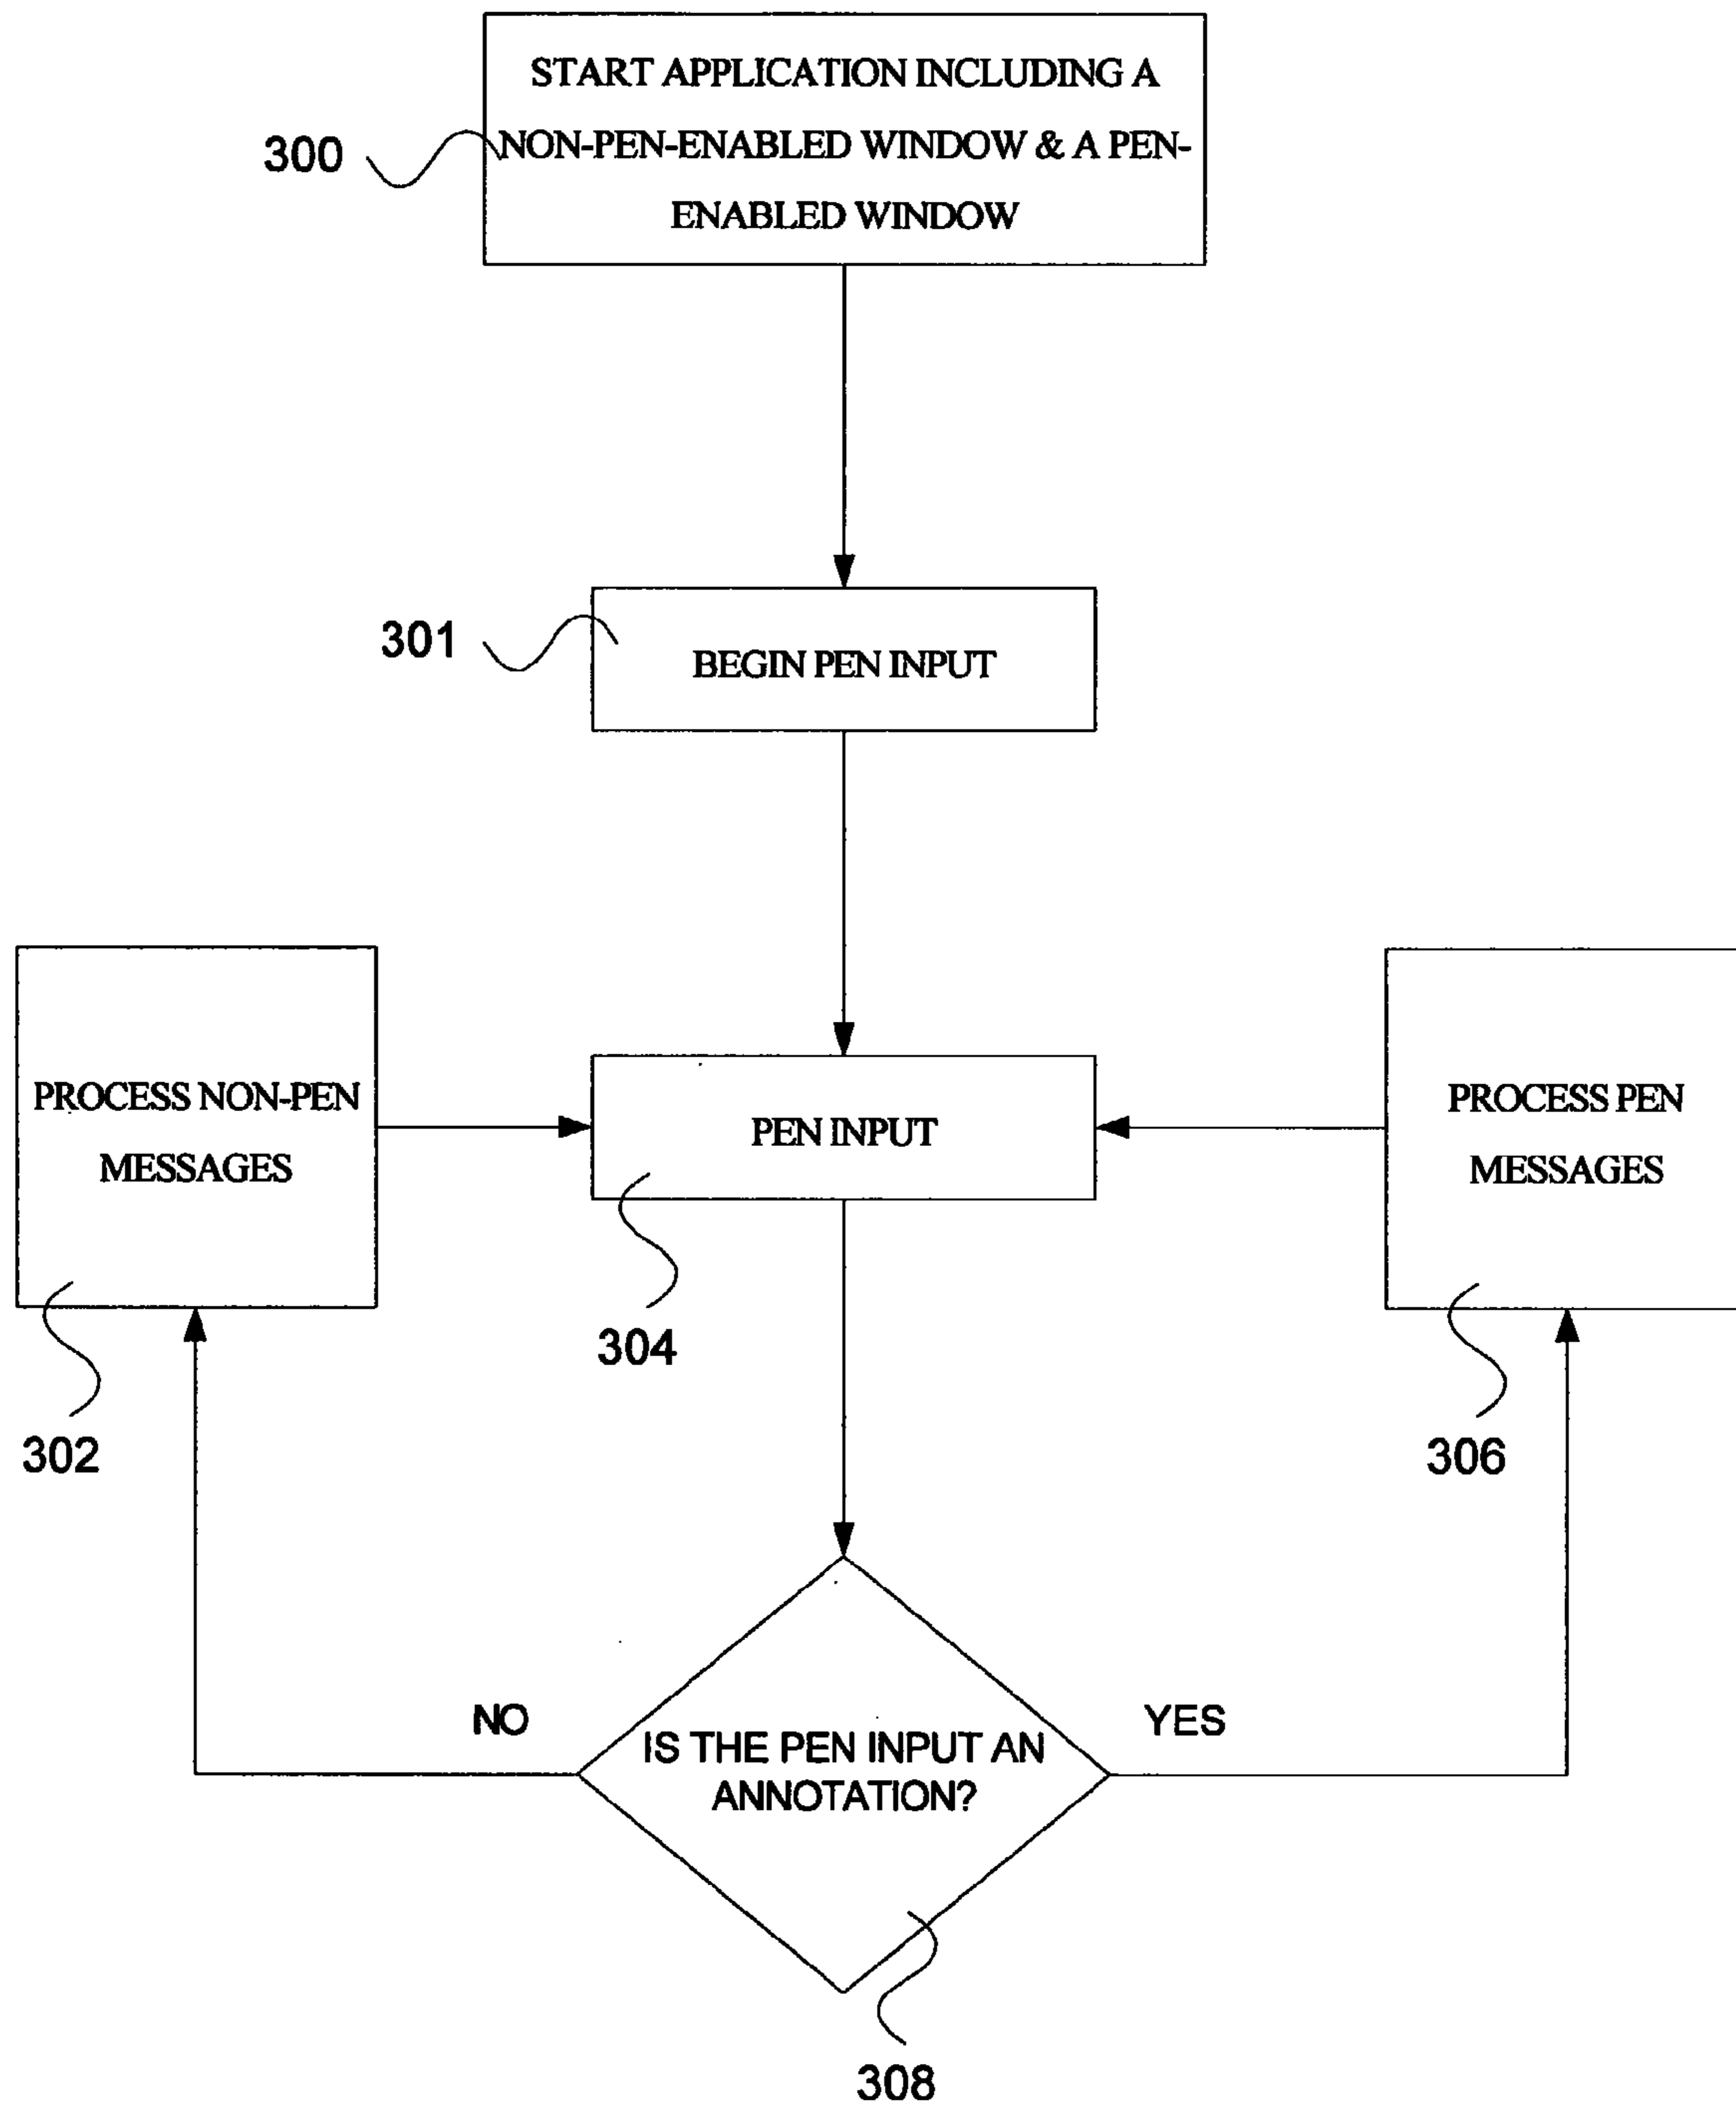 START APPLICATION INCLUDING A
NON-PEN-ENABLED WINDOW & A PEN-
ENABLED WINDOW
300
301
BEGIN PEN INPUT
PROCESS NON-PEN
MESSAGES
PEN INPUT
PROCESS PEN
MESSAGES
304
302
306
NO
YES
IS THE PEN INPUT AN
ANNOTATION?
308